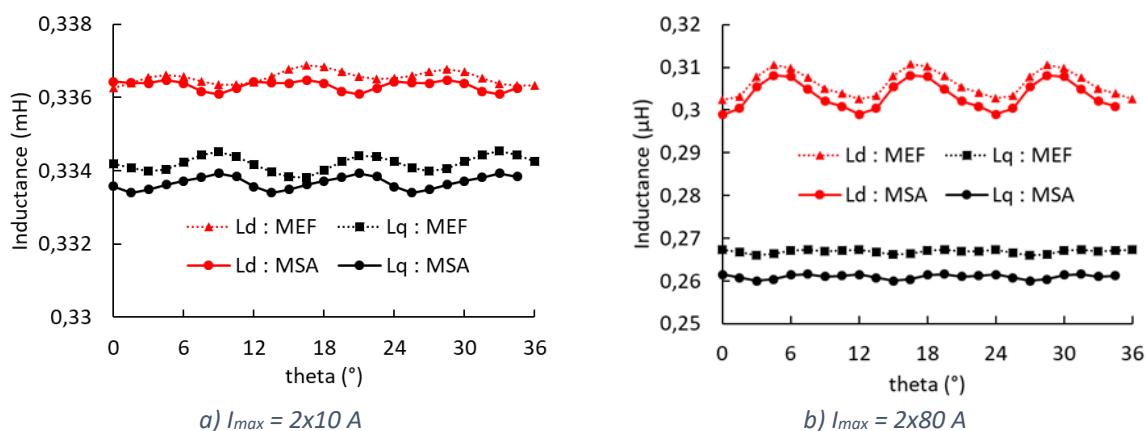 0,338
0,336
0,334
0,332
0,33
Inductance (mH)
Ld : MEF
Lq : MEF
Ld : MSA
Lq : MSA
0 6 12 18 24 30 36
theta (°)
a) Imax = 2x10 A
0,32
0,31
0,3
0,29
0,28
0,27
0,26
0,25
Inductance (µH)
Ld : MEF
Lq : MEF
Ld : MSA
Lq : MSA
0 6 12 18 24 30 36
theta (°)
b) Imax = 2x80 A